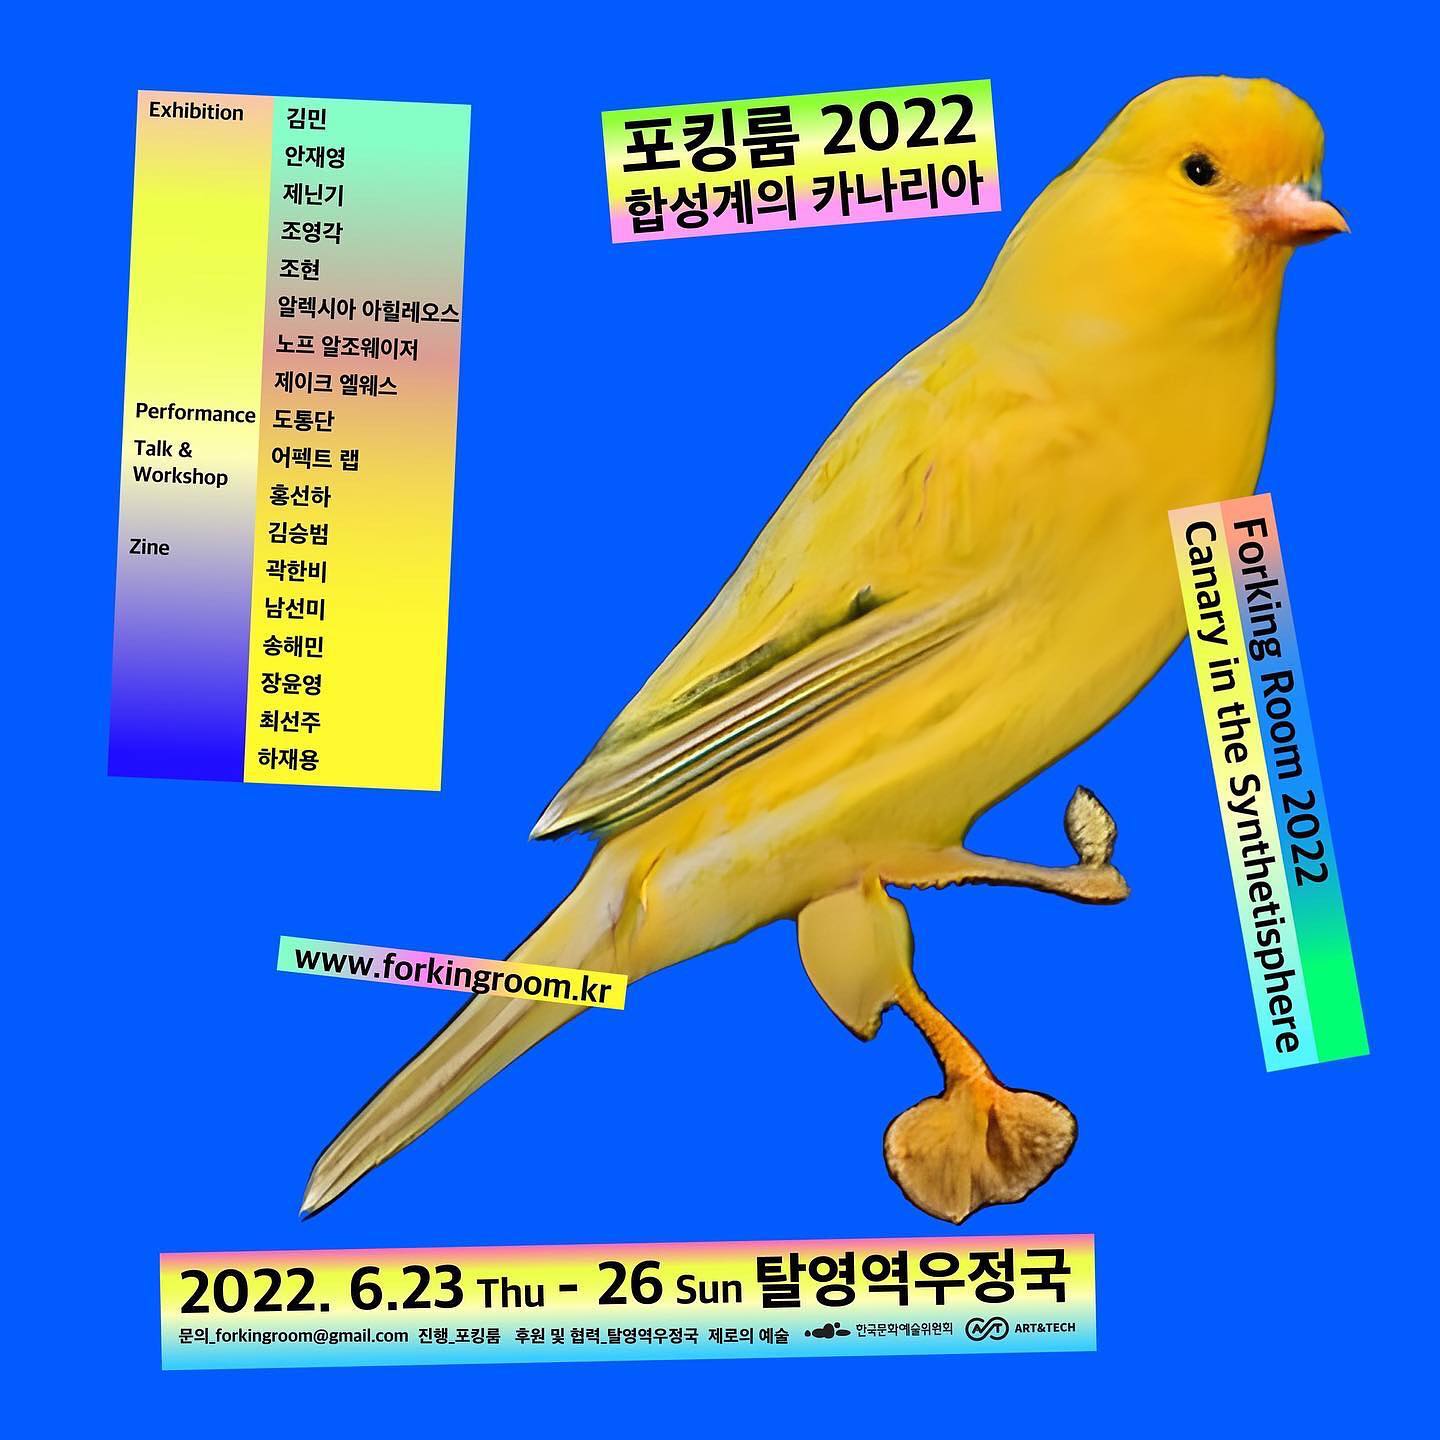 Exhibition
김민
안재영
제닌기
조영각
조현
알렉시아 아힐레오스
노프 알조웨이저
제이크 엘웨스
Performance
도통단
Talk &
Workshop
어펙트 랩
홍선하
김승범
Zine
곽한비
남선미
송해민
장윤영
최선주
하재용
포킹룸 2022
합성계의 카나리아
Forking Room 2022
Canary in the Synthetisphere
www.forkingroom.kr
2022. 6.23 Thu - 26 Sun 탈영역우정국
문의_forkingroom@gmail.com 진행_포킹룸 후원 및 협력_탈영역우정국 제로의 예술 한국문화예술위원회 A/ST ART&TECH